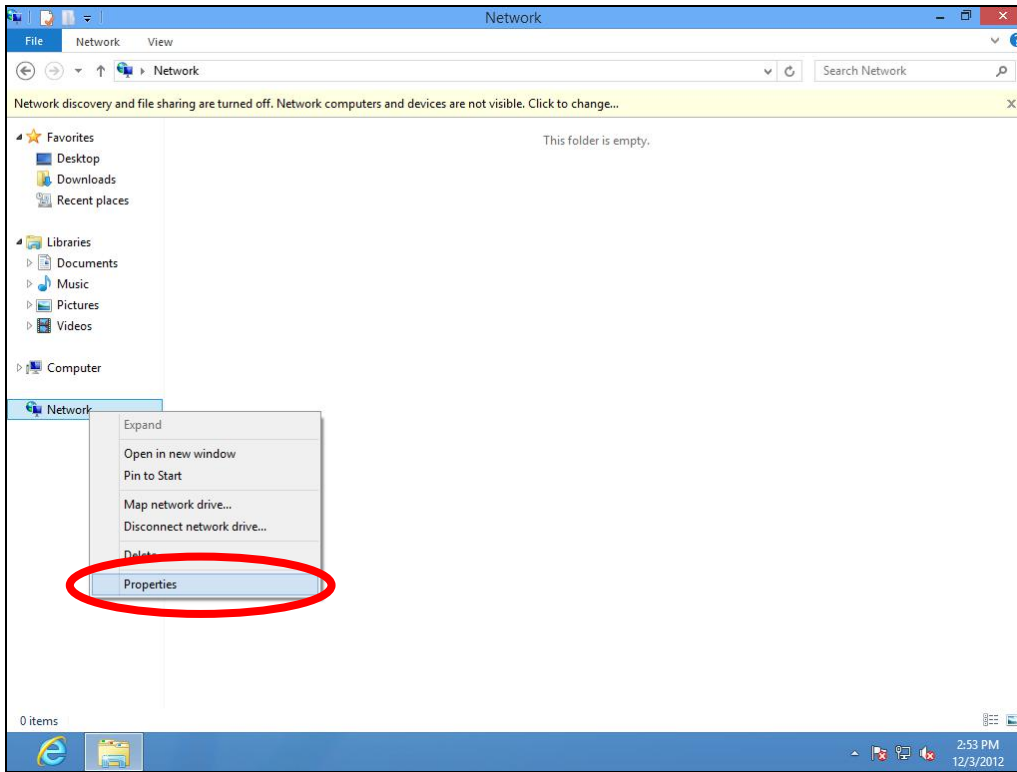 Network
File Network View
Network
Search Network
Network discovery and file sharing are turned off. Network computers and devices are not visible. Click to change...
This folder is empty.
Favorites
Desktop
Downloads
Recent places
Libraries
Documents
Music
Pictures
Videos
Computer
Network
Expand
Open in new window
Pin to Start
Map network drive...
Disconnect network drive...
Delete
Properties
0 items
2:53 PM
12/3/2012